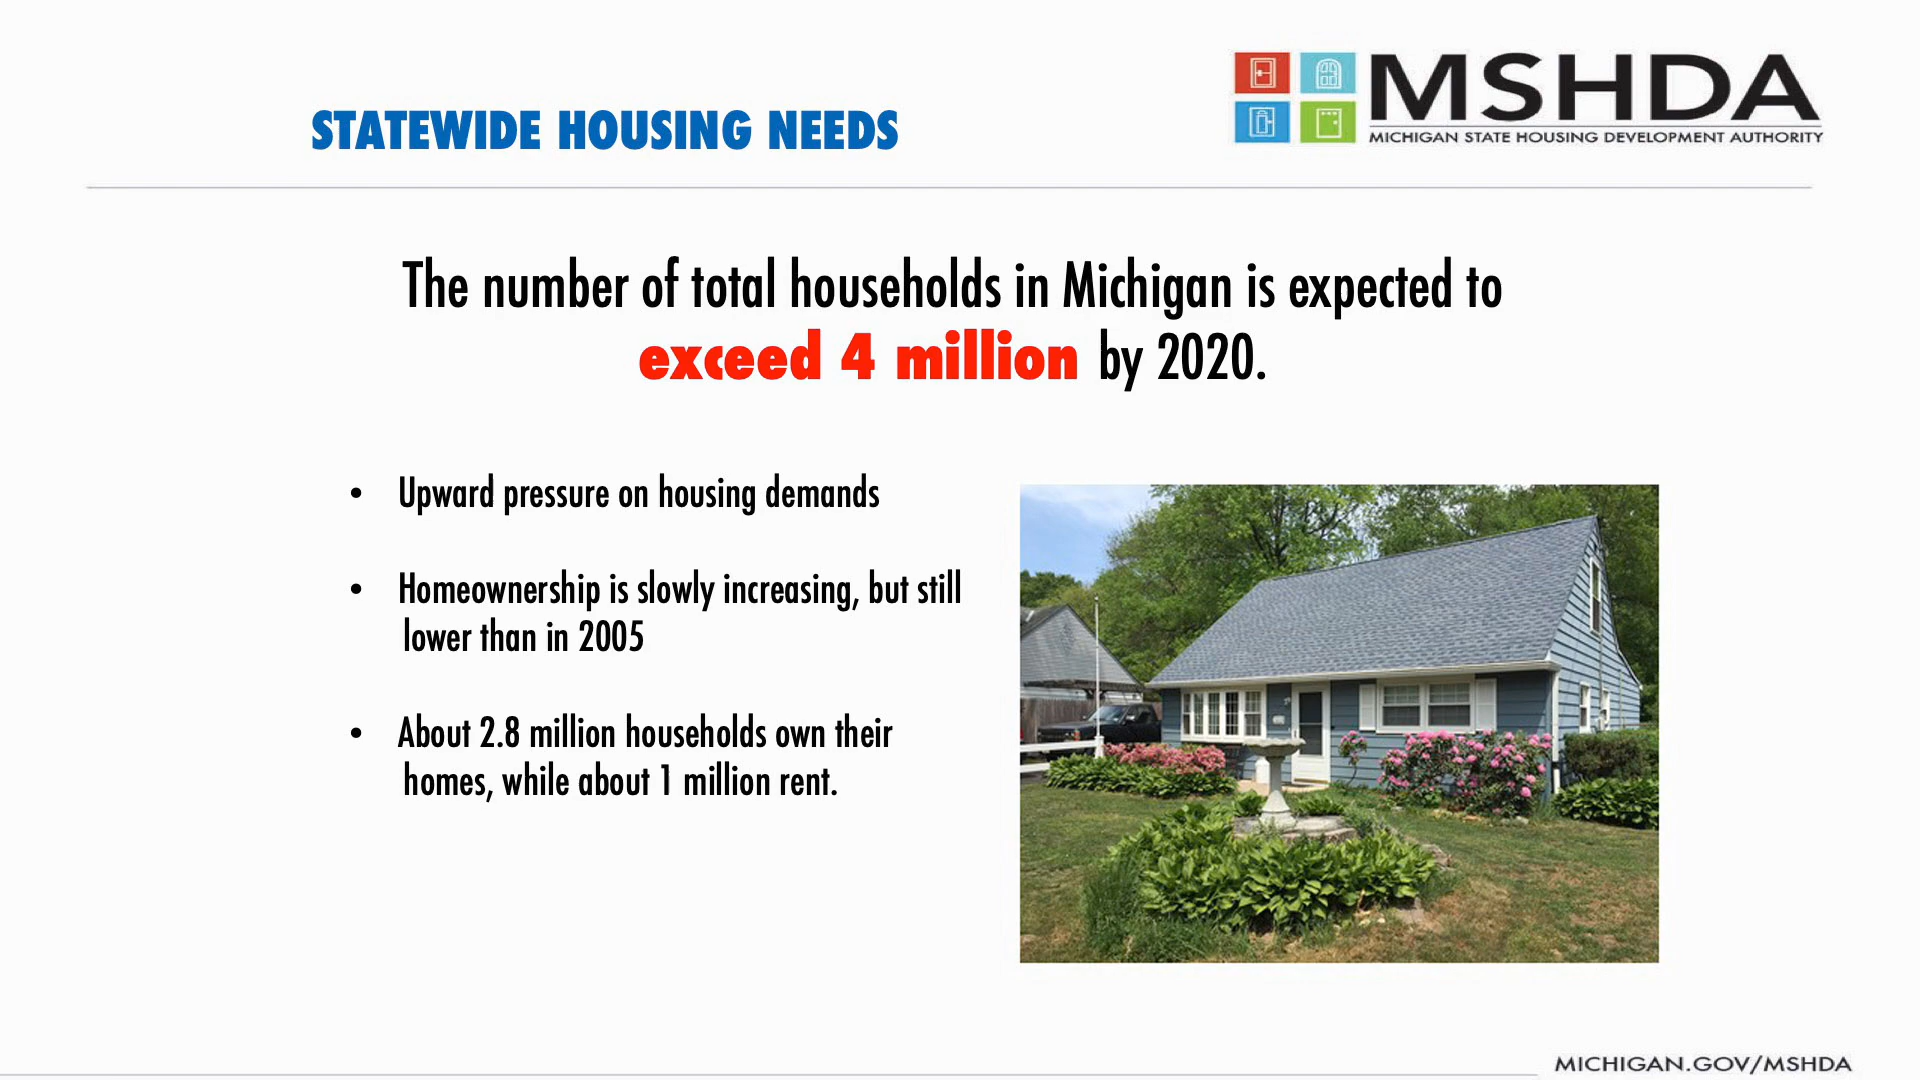 STATEWIDE HOUSING NEEDS
MSHDA
MICHIGAN STATE HOUSING DEVELOPMENT AUTHORITY
The number of total households in Michigan is expected to
exceed 4 million by 2020.
• Upward pressure on housing demands
• Homeownership is slowly increasing, but still
lower than in 2005
• About 2.8 million households own their
homes, while about 1 million rent.
MICHIGAN.GOV/MSHDA